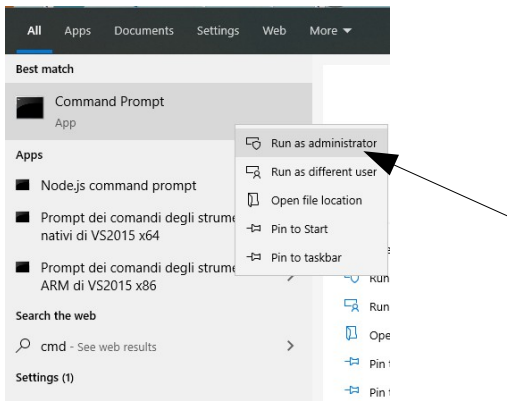 All Apps Documents Settings Web More
Best match
Command Prompt
App
Run as administrator
Run as different user
Open file location
Pin to Start
Pin to taskbar
Apps
Node.js command prompt
Prompt dei comandi degli strume
nativi di VS2015 x64
Prompt dei comandi degli strume
ARM di VS2015 x86
Search the web
cmd - See web results
Settings (1)
Run
Run
Ope
Pin
Pin